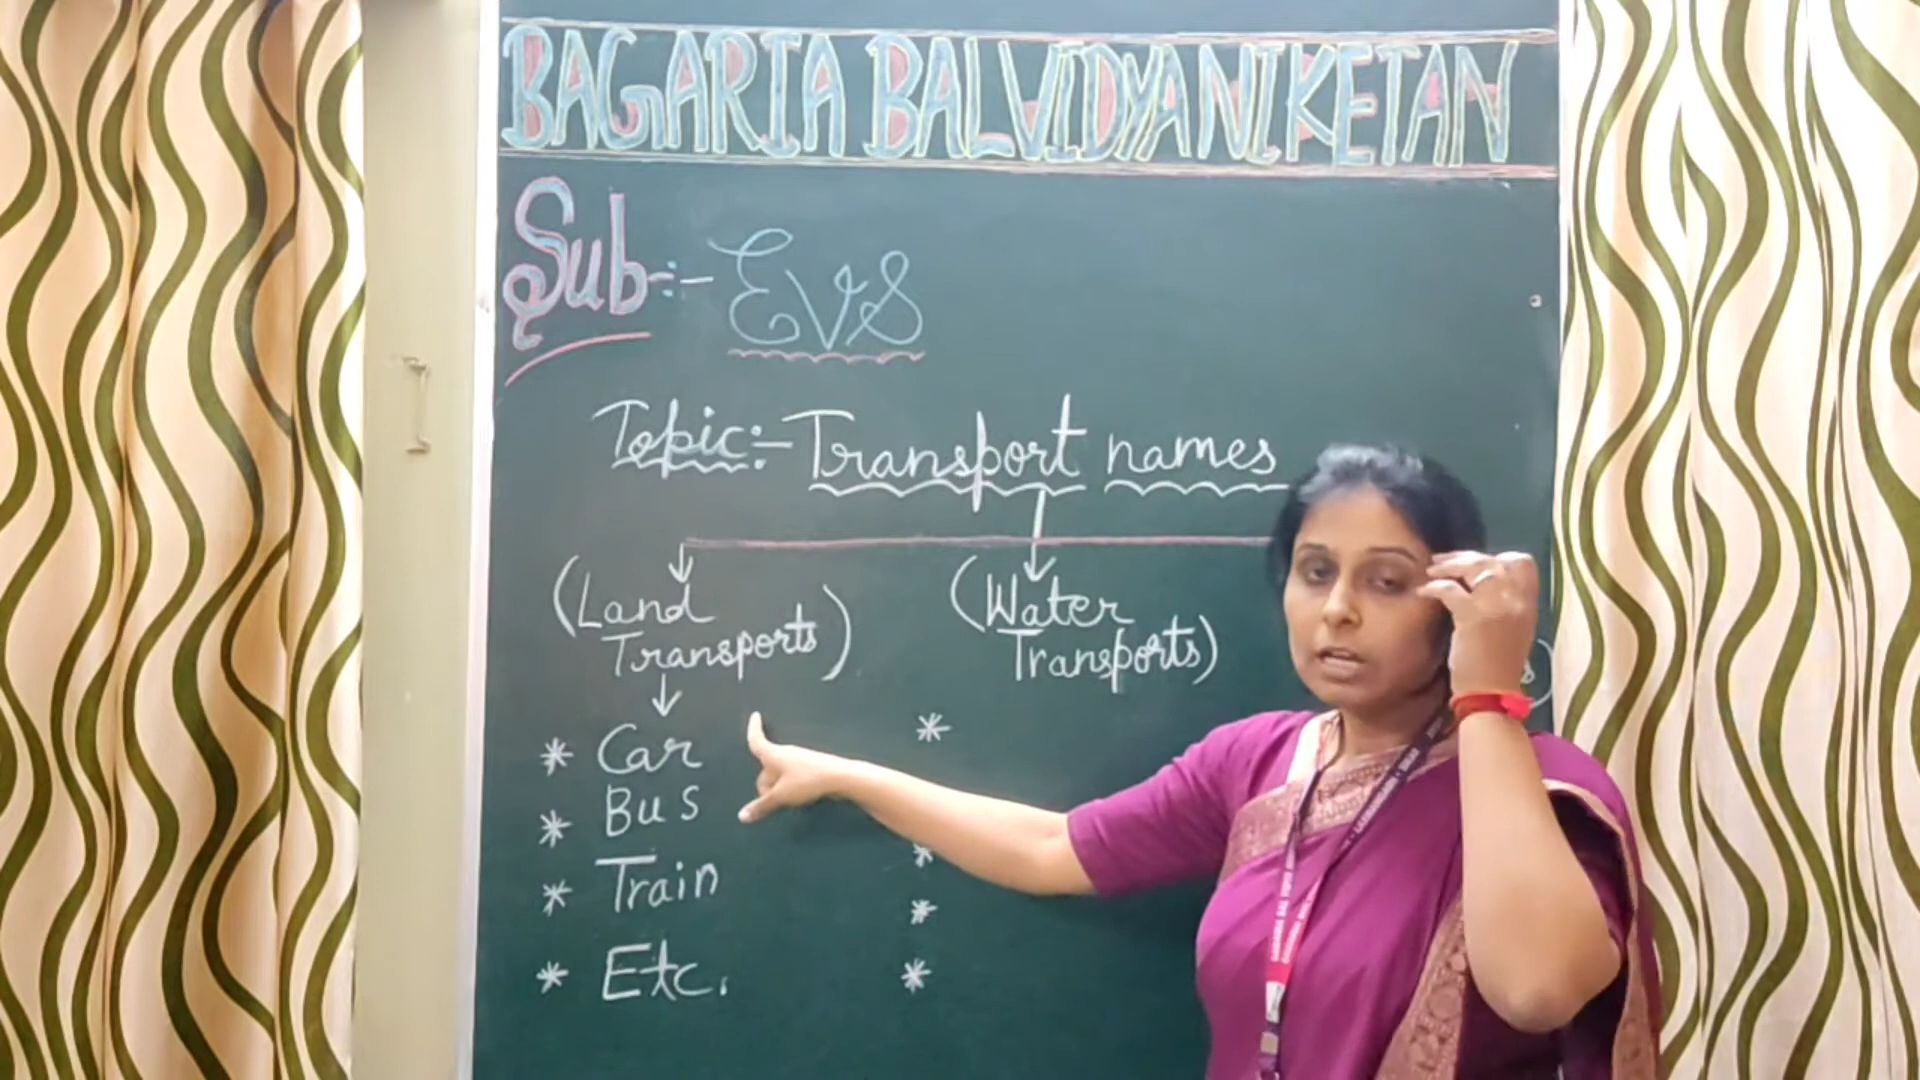 BAGARIA BALVIDYANIKETAN
Sub:- EVS
Topic:- Transport names
(Land Transports)
(Water Transports)
* Car
* Bus
* Train
* Etc.
*
*
*
*